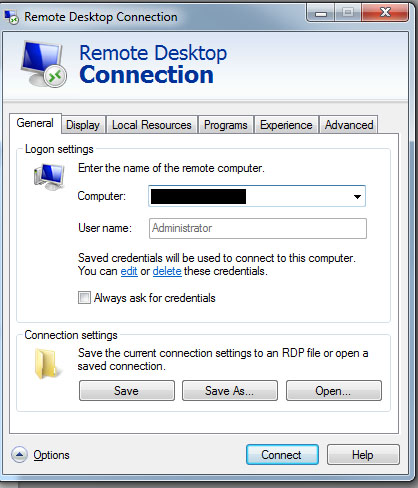 Remote Desktop Connection
Remote Desktop
Connection
General Display Local Resources Programs Experience Advanced
Logon settings
Enter the name of the remote computer.
Computer:
User name: Administrator
Saved credentials will be used to connect to this computer.
You can edit or delete these credentials.
Always ask for credentials
Connection settings
Save the current connection settings to an RDP file or open a
saved connection.
Save Save As... Open...
Options Connect Help